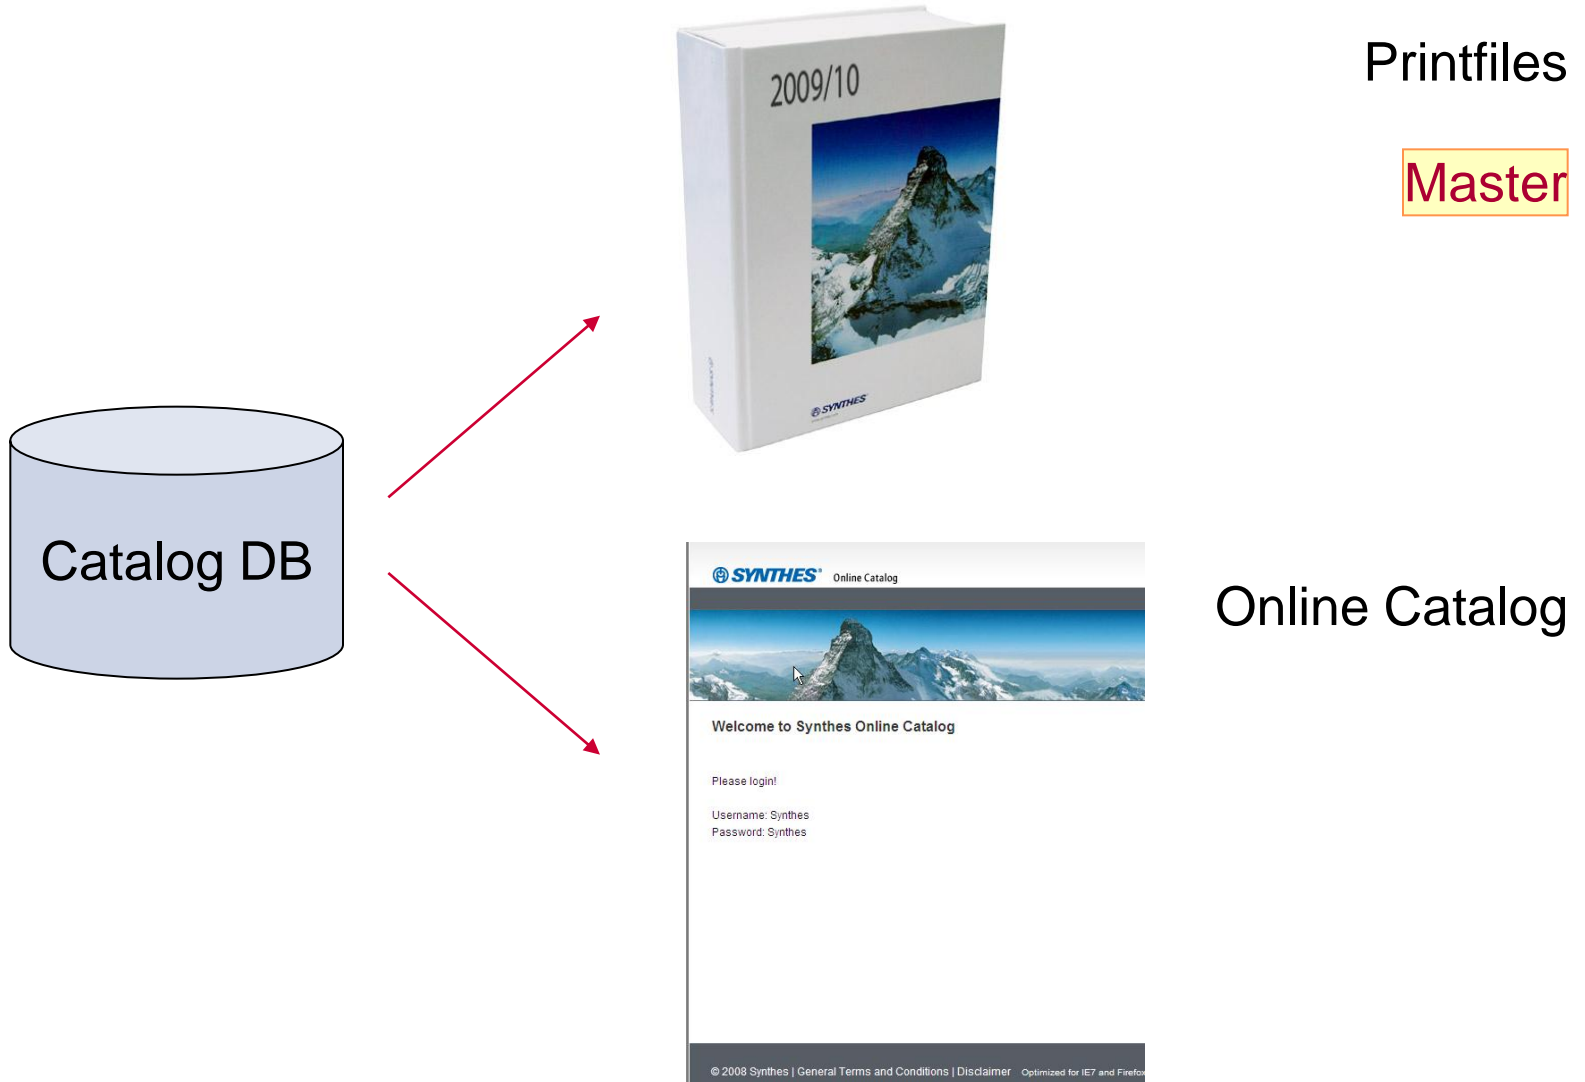 2009/10
SYNTHES
Printfiles
Master
Catalog DB
SYNTHES® Online Catalog
Online Catalog
Welcome to Synthes Online Catalog
Please login!
Username: Synthes
Password: Synthes
© 2008 Synthes | General Terms and Conditions | Disclaimer Optimized for IE7 and Firefox